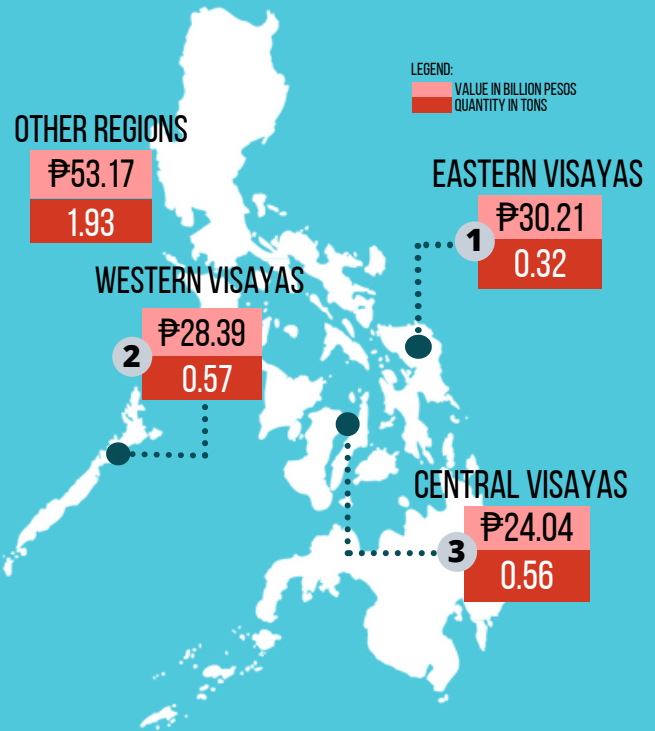 LEGEND:
VALUE IN BILLION PESOS
QUANTITY IN TONS
OTHER REGIONS
₱53.17
1.93
EASTERN VISAYAS
1
₱30.21
0.32
WESTERN VISAYAS
2
₱28.39
0.57
CENTRAL VISAYAS
3
₱24.04
0.56